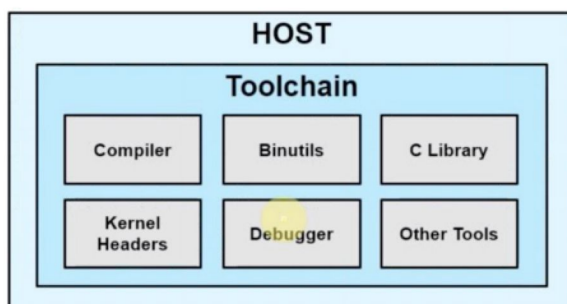 HOST
Toolchain
Compiler
Binutils
C Library
Kernel
Headers
Debugger
Other Tools